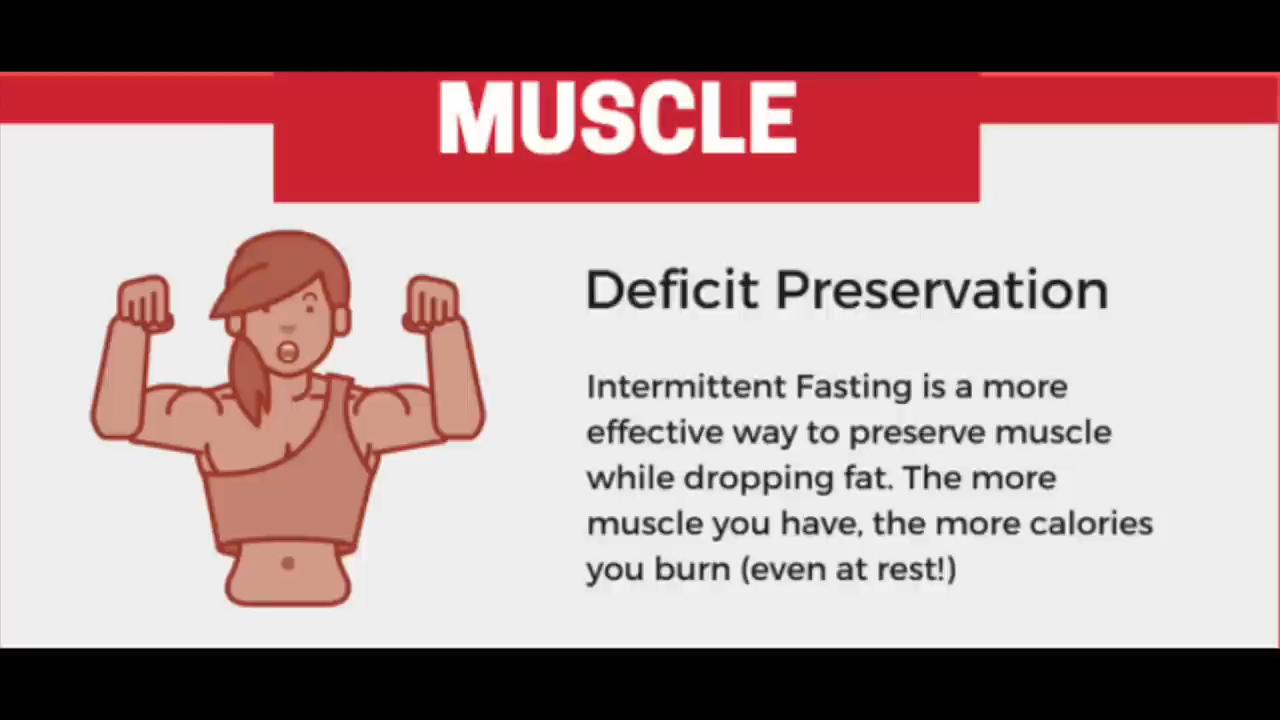 MUSCLE
Deficit Preservation
Intermittent Fasting is a more
effective way to preserve muscle
while dropping fat. The more
muscle you have, the more calories
you burn (even at rest!)